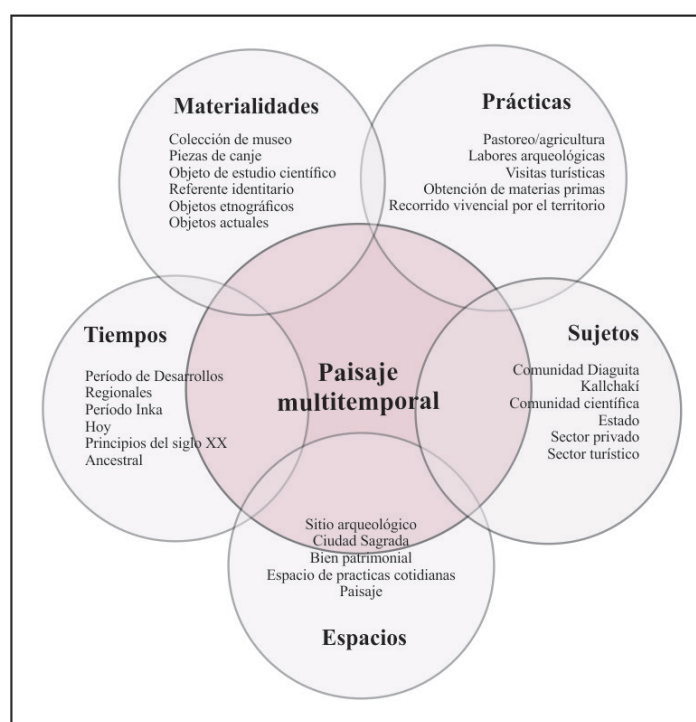 Materialidades
Colección de museo
Piezas de canje
Objeto de estudio científico
Referente identitario
Objetos etnográficos
Objetos actuales
Prácticas
Pastoreo/agricultura
Labores arqueológicas
Visitas turísticas
Obtención de materias primas
Recorrido vivencial por el territorio
Tiempos
Período de Desarrollos
Regionales
Período Inka
Hoy
Principios del siglo XX
Ancestral
Paisaje
multitemporal
Sujetos
Comunidad Diaguita
Kallchakí
Comunidad científica
Estado
Sector privado
Sector turístico
Sitio arqueológico
Ciudad Sagrada
Bien patrimonial
Espacio de practicas cotidianas
Paisaje
Espacios